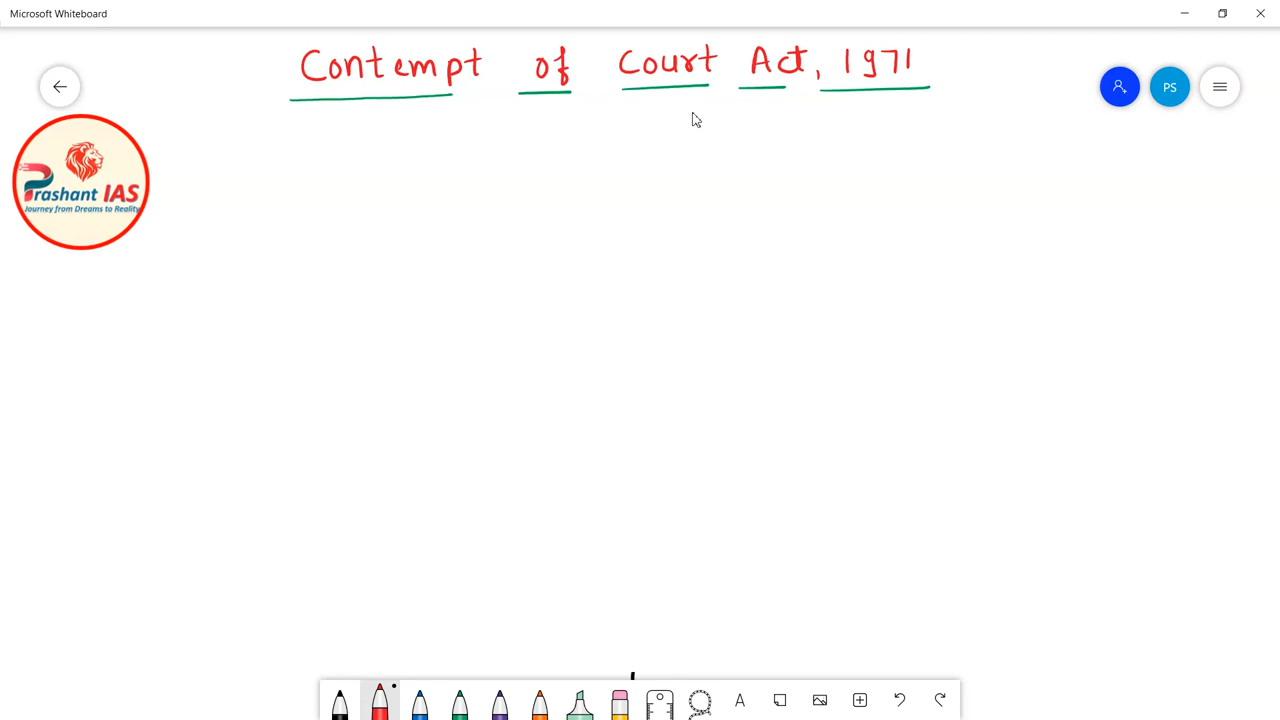 Microsoft Whiteboard
Contempt of Court Act, 1971
PS
Prashant IAS
Journey from Dreams to Reality
A